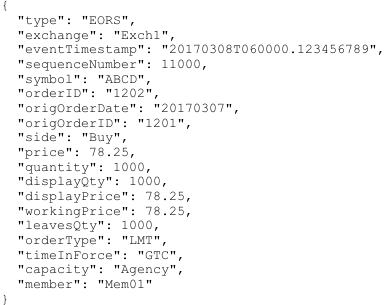 {
  "type": "EORS",
  "exchange": "Exch1",
  "eventTimestamp": "20170308T060000.123456789",
  "sequenceNumber": 11000,
  "symbol": "ABCD",
  "orderID": "1202",
  "origOrderDate": "20170307",
  "origOrderID": "1201",
  "side": "Buy",
  "price": 78.25,
  "quantity": 1000,
  "displayQty": 1000,
  "displayPrice": 78.25,
  "workingPrice": 78.25,
  "leavesQty": 1000,
  "orderType": "LMT",
  "timeInForce": "GTC",
  "capacity": "Agency",
  "member": "Mem01"
}